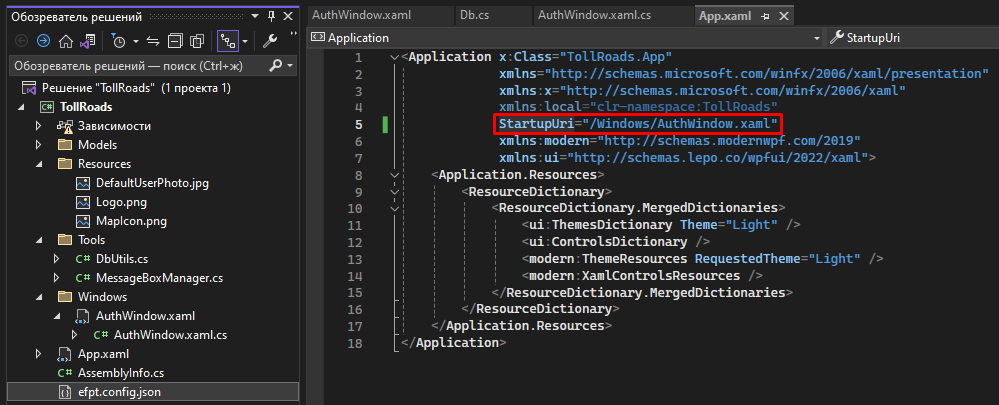 Обозреватель решений
Обозреватель решений — поиск (Ctrl+ж)
Решение "TollRoads" (1 проекта 1)
TollRoads
Зависимости
Models
Resources
DefaultUserPhoto.jpg
Logo.png
MapIcon.png
Tools
DbUtils.cs
MessageBoxManager.cs
Windows
AuthWindow.xaml
AuthWindow.xaml.cs
App.xaml
AssemblyInfo.cs
efpt.config.json
AuthWindow.xaml Db.cs AuthWindow.xaml.cs App.xaml
Application StartupUri
1 <Application x:Class="TollRoads.App"
2 xmlns="http://schemas.microsoft.com/winfx/2006/xaml/presentation"
3 xmlns:x="http://schemas.microsoft.com/winfx/2006/xaml"
4 xmlns:local="clr-namespace:TollRoads"
5 StartupUri="/Windows/AuthWindow.xaml"
6 xmlns:modern="http://schemas.modernwpf.com/2019"
7 xmlns:ui="http://schemas.lepo.co/wpfui/2022/xaml">
8 <Application.Resources>
9 <ResourceDictionary>
10 <ResourceDictionary.MergedDictionaries>
11 <ui:ThemesDictionary Theme="Light" />
12 <ui:ControlsDictionary />
13 <modern:ThemeResources RequestedTheme="Light" />
14 <modern:XamlControlsResources />
15 </ResourceDictionary.MergedDictionaries>
16 </ResourceDictionary>
17 </Application.Resources>
18 </Application>